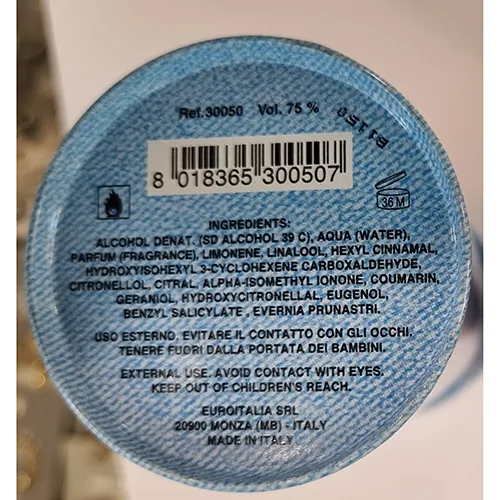 Ref.30050 Vol. 75 %
8 018365 300507
36 M
INGREDIENTS:
ALCOHOL DENAT. (SD ALCOHOL 39 C), AQUA (WATER),
PARFUM (FRAGRANCE), LIMONENE, LINALOOL, HEXYL CINNAMAL,
HYDROXYISOHEXYL 3-CYCLOHEXENE CARBOXALDEHYDE,
CITRONELLOL, CITRAL, ALPHA-ISOMETHYL IONONE, COUMARIN,
GERANIOL, HYDROXYCITRONELLAL, EUGENOL,
BENZYL SALICYLATE, EVERNIA PRUNASTRI.
USO ESTERNO. EVITARE IL CONTATTO CON GLI OCCHI.
TENERE FUORI DALLA PORTATA DEI BAMBINI.
EXTERNAL USE. AVOID CONTACT WITH EYES.
KEEP OUT OF CHILDREN'S REACH.
EUROITALIA SRL
20900 MONZA (MB) - ITALY
MADE IN ITALY